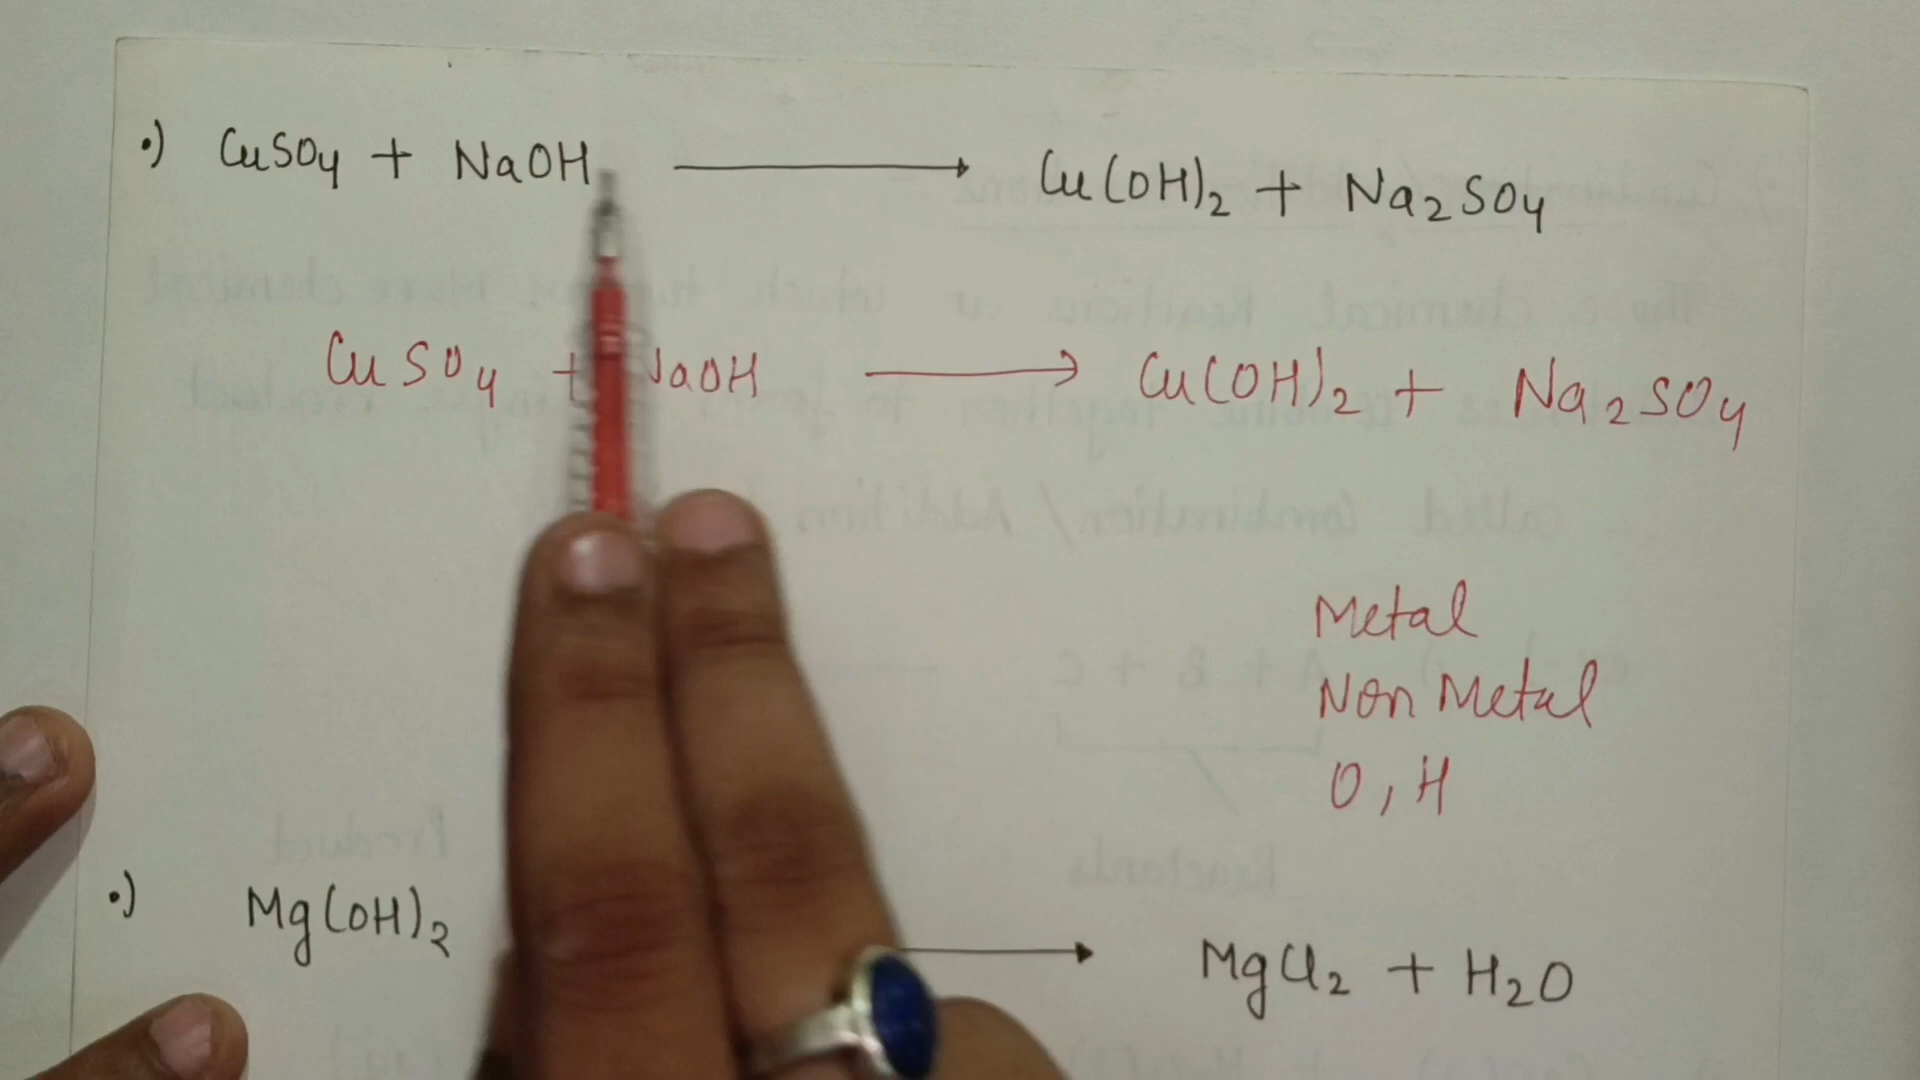 •) CuSO4 + NaOH ⟶ Cu(OH)2 + Na2SO4
CuSO4 + NaOH ⟶ Cu(OH)2 + Na2SO4
Metal
Non Metal
O, H
•) Mg(OH)2 ⟶ MgCl2 + H2O